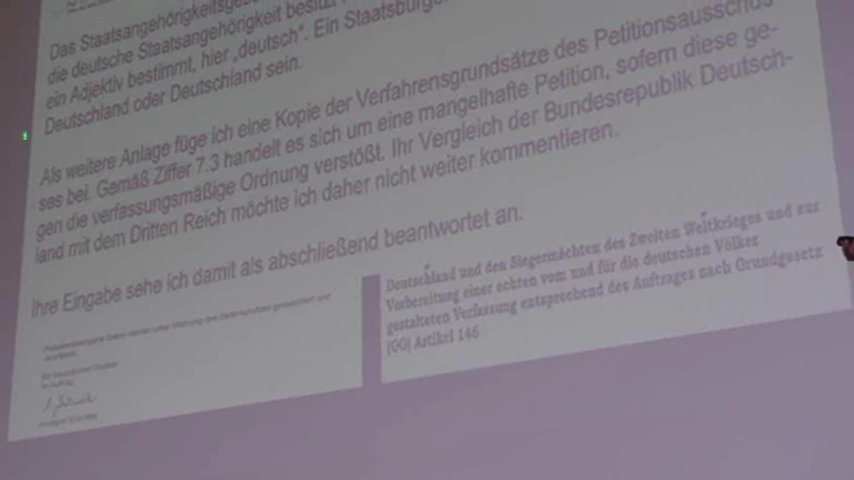 Das Staatsangehörigkeitsge
die deutsche Staatsangehörigkeit
ein Adjektiv bestimmt, hier „deutsch“. Ein Staatsbürger
Deutschland oder Deutschland sein.
Als weitere Anlage füge ich eine Kopie der Verfahrensgrundsätze des Petitionsausschus
ses bei. Gemäß Ziffer 7.3 handelt es sich um eine mangelhafte Petition, sofern diese ge-
gen die verfassungsmäßige Ordnung verstößt. Ihr Vergleich der Bundesrepublik Deutsch-
land mit dem Dritten Reich möchte ich daher nicht weiter kommentieren.
Ihre Eingabe sehe ich damit als abschließend beantwortet an.
Deutschland und den Siegermächten des Zweiten Weltkrieges und zur
Vorbereitung einer echten vom und für die deutschen Völker
gestalteten Verfassung entsprechend des Auftrages nach Grundgesetz
(GG) Artikel 146